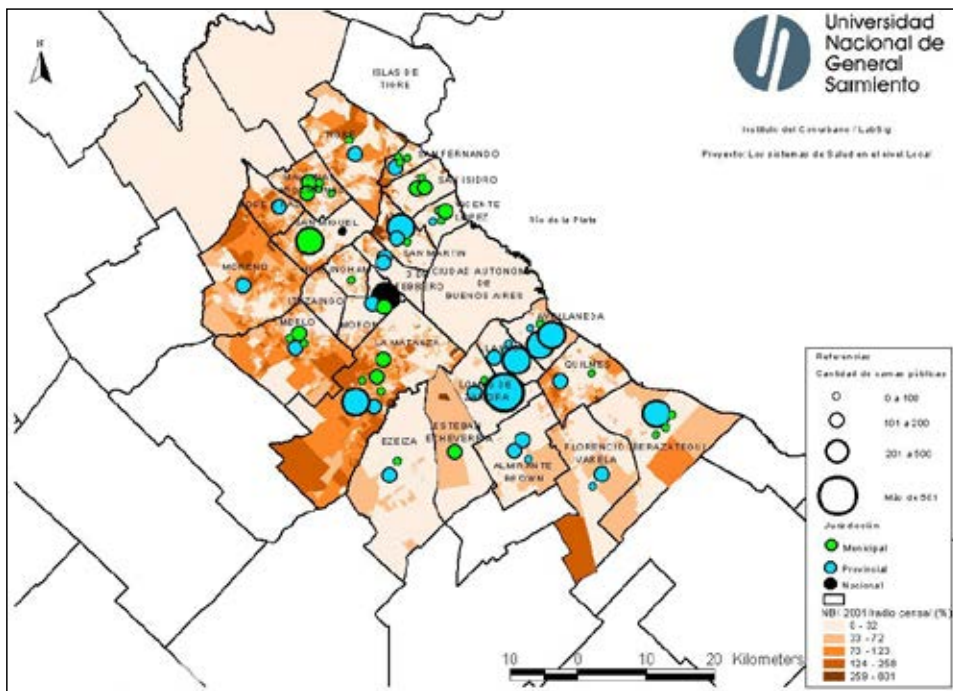 N
Universidad
Nacional de
General
Sarmiento
Instituto del Conurbano / LabSig
Proyecto: Los sistemas de Salud en el nivel Local
ISLAS DE
TIGRE
SAN FERNANDO
SAN ISIDRO
VICENTE
LOPEZ
SAN MIGUEL
Río de la Plata
SAN MARTIN
MORENO
3 DE
FEBRERO
CIUDAD AUTONOMA
DE
BUENOS AIRES
ITUZAINGO
MORON
MERLO
AVELLANEDA
LA MATANZA
QUILMES
LOMAS DE
ZAMORA
ESTEBAN
ECHEVERRIA
EZEIZA
FLORENCIO
VARELA
BERAZATEGUI
ALMIRANTE
BROWN
Referencias
Cantidad de camas públicas
0 a 100
101 a 200
201 a 500
Más de 501
Jurisdicción
Municipal
Provincial
Nacional
NBI 2001 /radio censal (%)
0 - 32
33 - 72
73 - 123
124 - 258
259 - 831
10 0 10 20 Kilometers